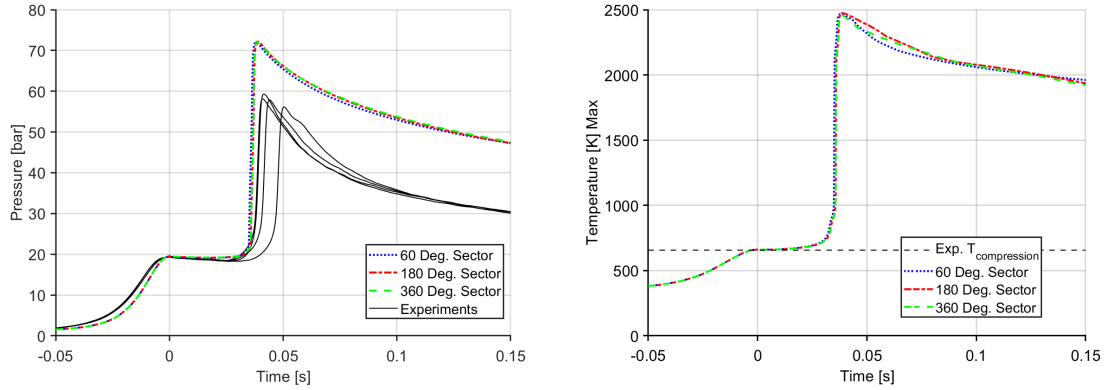 80
70
60
50
40
30
20
10
0
Pressure [bar]
-0.05 0 0.05 0.1 0.15
Time [s]
60 Deg. Sector
180 Deg. Sector
360 Deg. Sector
Experiments
2500
2000
1500
1000
500
0
Temperature [K] Max
-0.05 0 0.05 0.1 0.15
Time [s]
Exp. T compression
60 Deg. Sector
180 Deg. Sector
360 Deg. Sector